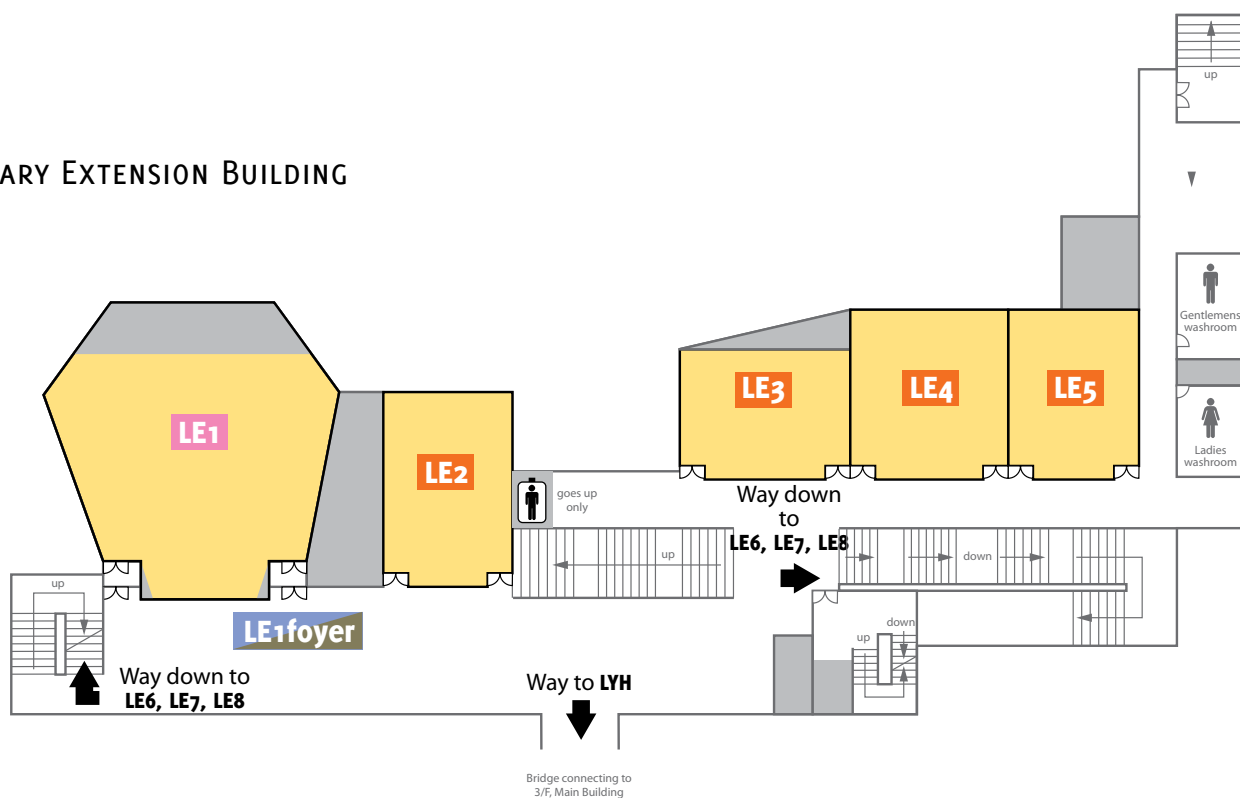 ARY EXTENSION BUILDING
up
LE1
LE2
LE3
LE4
LE5
Gentlemens
washroom
Ladies
washroom
goes up
only
Way down
to
LE6, LE7, LE8
up
down
up
LE1foyer
up
down
Way down to
LE6, LE7, LE8
Way to LYH
Bridge connecting to
3/F, Main Building